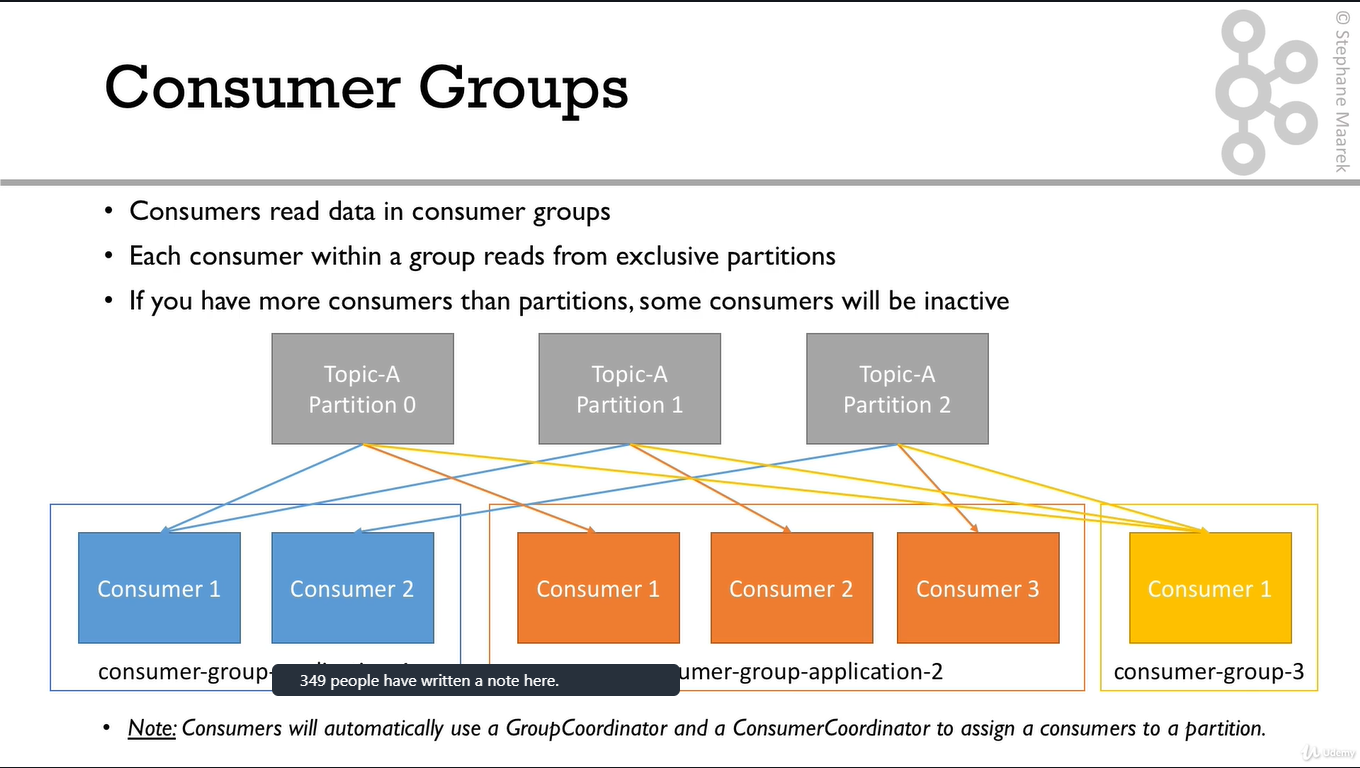 Consumer Groups
© Stephane Maarek
• Consumers read data in consumer groups
• Each consumer within a group reads from exclusive partitions
• If you have more consumers than partitions, some consumers will be inactive
Topic-A
Partition 0
Topic-A
Partition 1
Topic-A
Partition 2
Consumer 1
Consumer 2
Consumer 1
Consumer 2
Consumer 3
Consumer 1
consumer-group-
umer-group-application-2
consumer-group-3
349 people have written a note here.
• Note: Consumers will automatically use a GroupCoordinator and a ConsumerCoordinator to assign a consumers to a partition.
Udemy